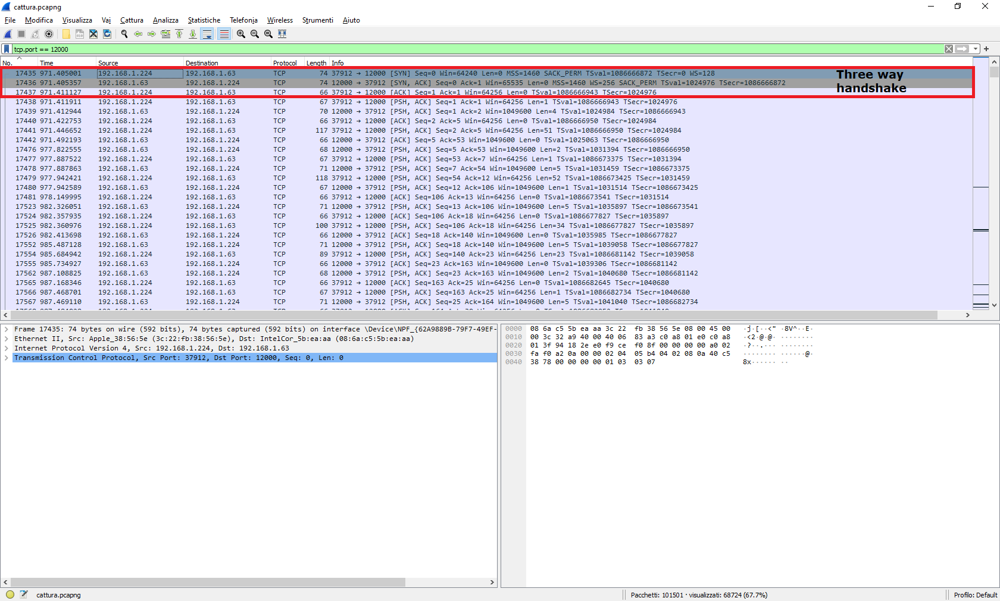 cattura.pcapng
File Modifica Visualizza Vai Cattura Analizza Statistiche Telefonia Wireless Strumenti Aiuto
tcp.port == 12000
No. Time Source Destination Protocol Length Info
17435 971.405001 192.168.1.224 192.168.1.63 TCP 74 37912 → 12000 [SYN] Seq=0 Win=64240 Len=0 MSS=1460 SACK_PERM TSval=1086666872 TSecr=0 WS=128
17436 971.405357 192.168.1.63 192.168.1.224 TCP 74 12000 → 37912 [SYN, ACK] Seq=0 Ack=1 Win=65535 Len=0 MSS=1460 WS=256 SACK_PERM TSval=1024976 TSecr=1086666872
17437 971.411127 192.168.1.224 192.168.1.63 TCP 66 37912 → 12000 [ACK] Seq=1 Ack=1 Win=64256 Len=0 TSval=1086666943 TSecr=1024976
Three way
handshake
17438 971.411911 192.168.1.224 192.168.1.63 TCP 67 37912 → 12000 [PSH, ACK] Seq=1 Ack=1 Win=64256 Len=1 TSval=1086666943 TSecr=1024976
17439 971.412944 192.168.1.63 192.168.1.224 TCP 70 12000 → 37912 [PSH, ACK] Seq=1 Ack=2 Win=1049600 Len=4 TSval=1024984 TSecr=1086666943
17440 971.422753 192.168.1.224 192.168.1.63 TCP 66 37912 → 12000 [ACK] Seq=2 Ack=5 Win=64256 Len=0 TSval=1086666950 TSecr=1024984
17441 971.446652 192.168.1.224 192.168.1.63 TCP 117 37912 → 12000 [PSH, ACK] Seq=2 Ack=5 Win=64256 Len=51 TSval=1086666950 TSecr=1024984
17442 971.492193 192.168.1.63 192.168.1.224 TCP 66 12000 → 37912 [ACK] Seq=5 Ack=53 Win=1049600 Len=0 TSval=1025063 TSecr=1086666950
17476 977.822555 192.168.1.63 192.168.1.224 TCP 68 12000 → 37912 [PSH, ACK] Seq=5 Ack=53 Win=1049600 Len=2 TSval=1031394 TSecr=1086666950
17477 977.887522 192.168.1.224 192.168.1.63 TCP 67 37912 → 12000 [PSH, ACK] Seq=53 Ack=7 Win=64256 Len=1 TSval=1086673375 TSecr=1031394
17478 977.887863 192.168.1.63 192.168.1.224 TCP 71 12000 → 37912 [PSH, ACK] Seq=7 Ack=54 Win=1049600 Len=5 TSval=1031459 TSecr=1086673375
17479 977.942421 192.168.1.224 192.168.1.63 TCP 118 37912 → 12000 [PSH, ACK] Seq=54 Ack=12 Win=64256 Len=52 TSval=1086673425 TSecr=1031459
17480 977.942589 192.168.1.63 192.168.1.224 TCP 67 12000 → 37912 [PSH, ACK] Seq=12 Ack=106 Win=1049600 Len=1 TSval=1031514 TSecr=1086673425
17481 978.149995 192.168.1.224 192.168.1.63 TCP 66 37912 → 12000 [ACK] Seq=106 Ack=13 Win=64256 Len=0 TSval=1086673541 TSecr=1031514
17523 982.326051 192.168.1.63 192.168.1.224 TCP 71 12000 → 37912 [PSH, ACK] Seq=13 Ack=106 Win=1049600 Len=5 TSval=1035897 TSecr=1086673541
17524 982.357935 192.168.1.224 192.168.1.63 TCP 66 37912 → 12000 [ACK] Seq=106 Ack=18 Win=64256 Len=0 TSval=1086677827 TSecr=1035897
17525 982.360976 192.168.1.224 192.168.1.63 TCP 100 37912 → 12000 [PSH, ACK] Seq=106 Ack=18 Win=64256 Len=34 TSval=1086677827 TSecr=1035897
17526 982.413698 192.168.1.63 192.168.1.224 TCP 66 12000 → 37912 [ACK] Seq=18 Ack=140 Win=1049600 Len=0 TSval=1035985 TSecr=1086677827
17552 985.487128 192.168.1.63 192.168.1.224 TCP 71 12000 → 37912 [PSH, ACK] Seq=18 Ack=140 Win=1049600 Len=5 TSval=1039058 TSecr=1086677827
17554 985.684942 192.168.1.224 192.168.1.63 TCP 89 37912 → 12000 [PSH, ACK] Seq=140 Ack=23 Win=64256 Len=23 TSval=1086681142 TSecr=1039058
17555 985.734927 192.168.1.63 192.168.1.224 TCP 66 12000 → 37912 [ACK] Seq=23 Ack=163 Win=1049600 Len=0 TSval=1039306 TSecr=1086681142
17562 987.108825 192.168.1.63 192.168.1.224 TCP 68 12000 → 37912 [PSH, ACK] Seq=23 Ack=163 Win=1049600 Len=2 TSval=1040680 TSecr=1086681142
17565 987.168346 192.168.1.224 192.168.1.63 TCP 66 37912 → 12000 [ACK] Seq=163 Ack=25 Win=64256 Len=0 TSval=1086682645 TSecr=1040680
17566 987.468701 192.168.1.224 192.168.1.63 TCP 67 37912 → 12000 [PSH, ACK] Seq=163 Ack=25 Win=64256 Len=1 TSval=1086682734 TSecr=1040680
17567 987.469110 192.168.1.63 192.168.1.224 TCP 71 12000 → 37912 [PSH, ACK] Seq=25 Ack=164 Win=1049600 Len=5 TSval=1041040 TSecr=1086682734
Frame 17435: 74 bytes on wire (592 bits), 74 bytes captured (592 bits) on interface \Device\NPF_{62A9889B-79F7-49EF-
Ethernet II, Src: Apple_38:56:5e (3c:22:fb:38:56:5e), Dst: IntelCor_5b:ea:aa (08:6a:c5:5b:ea:aa)
Internet Protocol Version 4, Src: 192.168.1.224, Dst: 192.168.1.63
Transmission Control Protocol, Src Port: 37912, Dst Port: 12000, Seq: 0, Len: 0
0000 08 6a c5 5b ea aa 3c 22 fb 38 56 5e 08 00 45 00 ·j·[··<" ·8V^··E·
0010 00 3c 32 a9 40 00 40 06 83 a3 c0 a8 01 e0 c0 a8 ·<2·@·@· ········
0020 01 3f 94 18 2e e0 f9 ce f0 8f 00 00 00 00 a0 02 ·?··.··· ········
0030 fa f0 a2 0a 00 00 02 04 05 b4 04 02 08 0a 40 c5 ········ ······@·
0040 38 78 00 00 00 00 01 03 03 07 8x······ ··
cattura.pcapng
Pacchetti: 101501 · visualizzati: 68724 (67.7%)
Profilo: Default